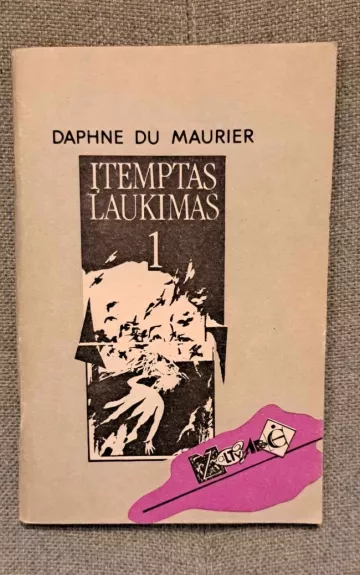 DAPHNE DU MAURIER
ĮTEMPTAS
LAUKIMAS
1